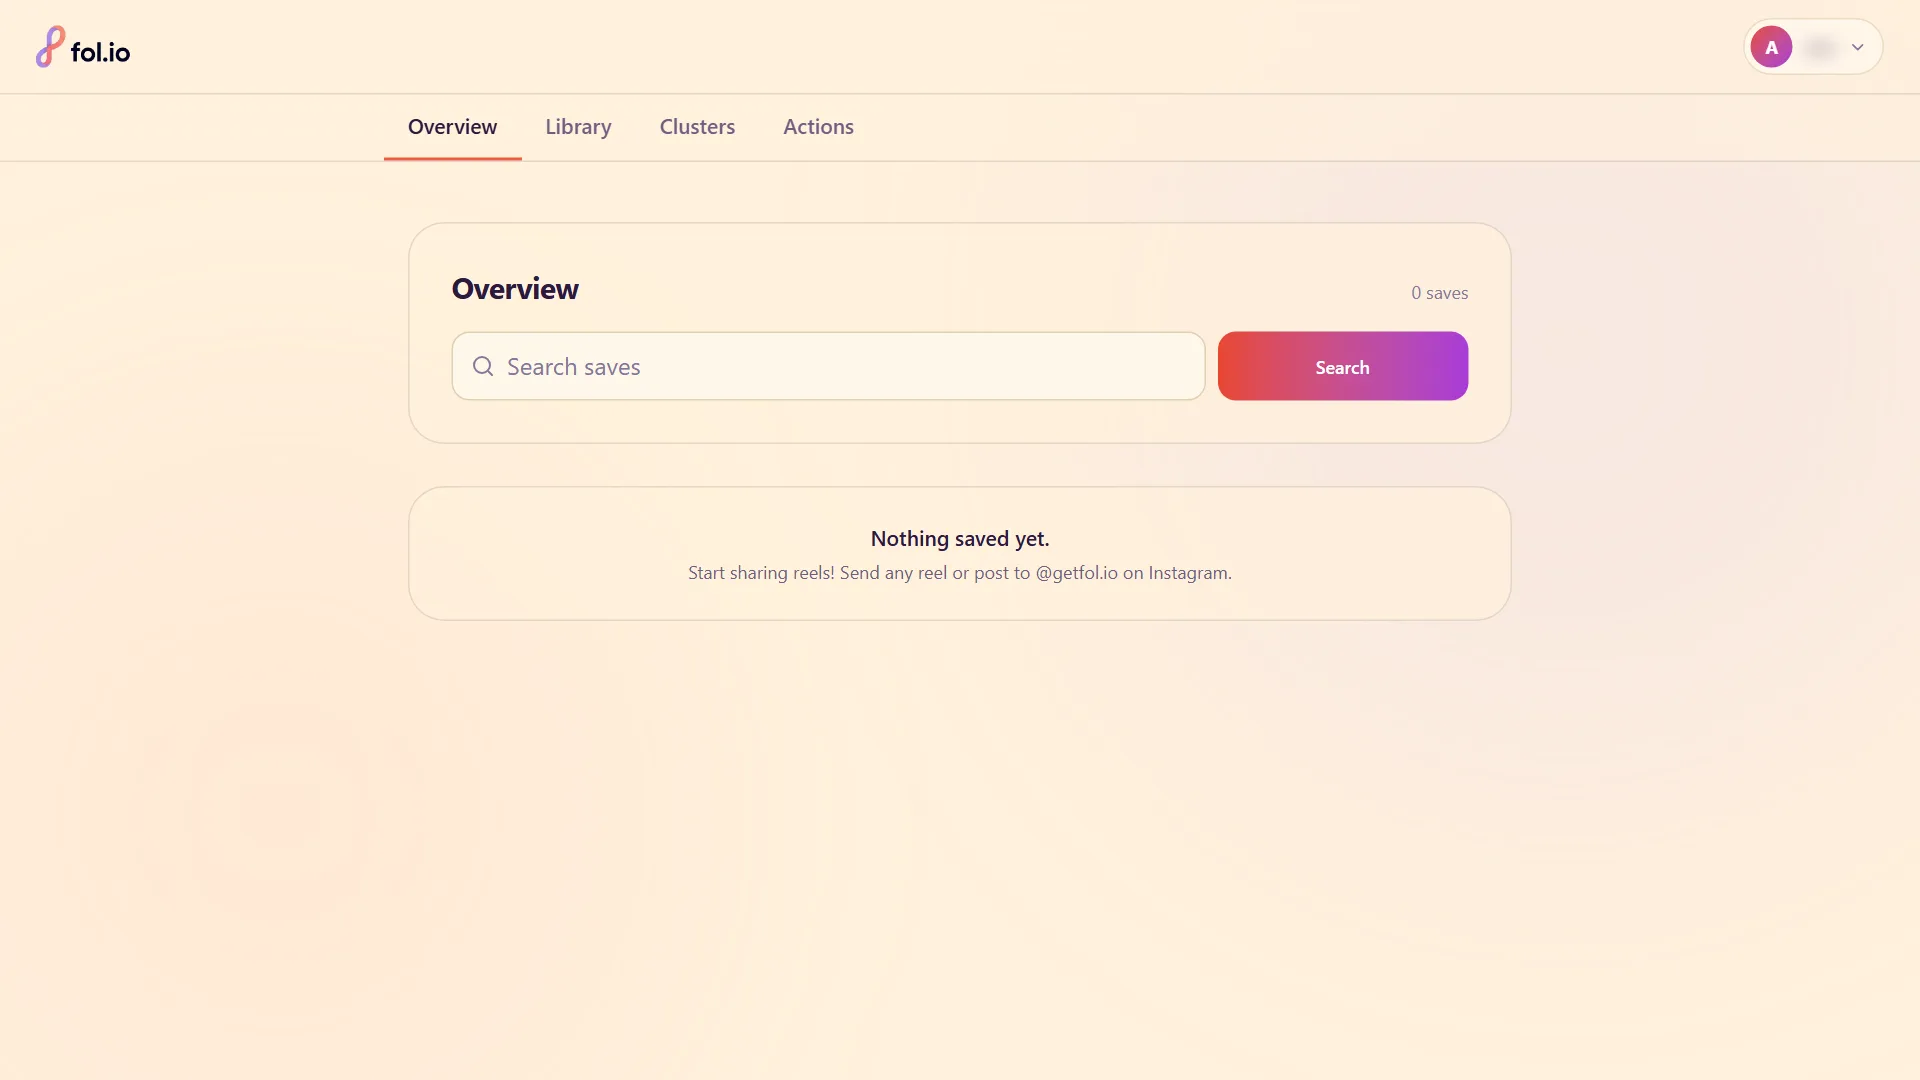 fol.io
A
Overview Library Clusters Actions
Overview
0 saves
Search saves
Search
Nothing saved yet.
Start sharing reels! Send any reel or post to @getfol.io on Instagram.